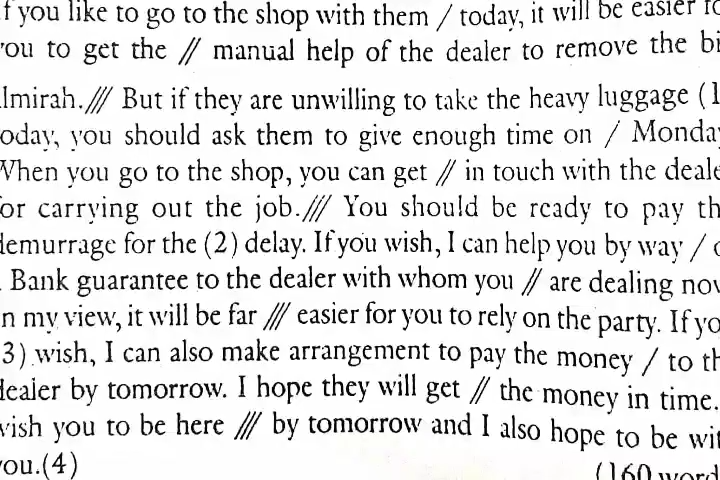 f you like to go to the shop with them / today, it will be easier fo
ou to get the // manual help of the dealer to remove the bi
lmirah./// But if they are unwilling to take the heavy luggage (1
oday, you should ask them to give enough time on / Monday
When you go to the shop, you can get // in touch with the deale
or carrying out the job./// You should be ready to pay th
demurrage for the (2) delay. If you wish, I can help you by way / o
. Bank guarantee to the dealer with whom you // are dealing now
n my view, it will be far /// easier for you to rely on the party. If yo
3) wish, I can also make arrangement to pay the money / to th
dealer by tomorrow. I hope they will get // the money in time.
wish you to be here /// by tomorrow and I also hope to be wit
you.(4)
(160 word